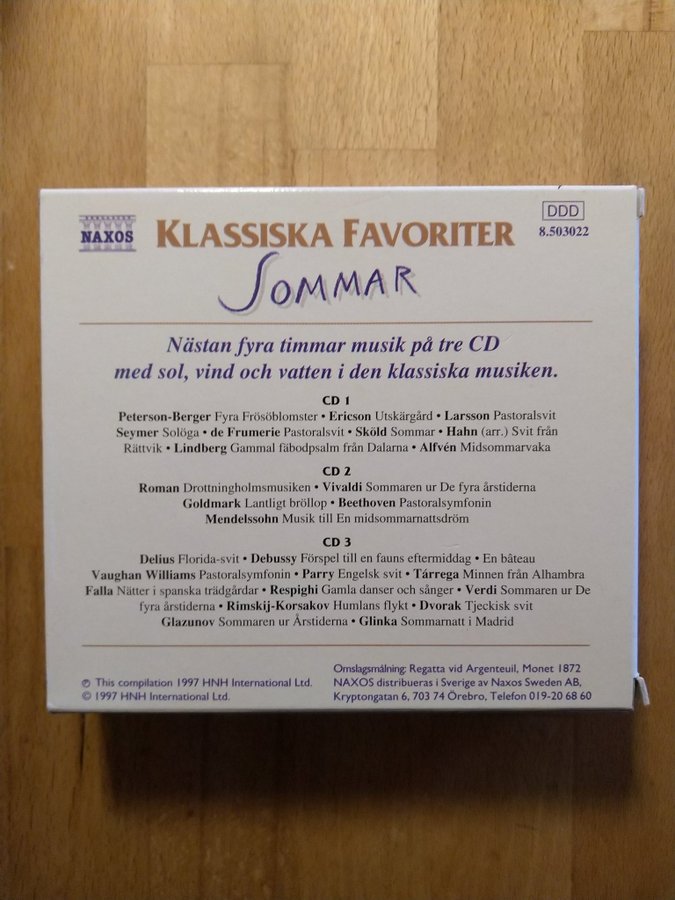 NAXOS
KLASSISKA FAVORITER
DDD
8.503022
SOMMAR
Nästan fyra timmar musik på tre CD
med sol, vind och vatten i den klassiska musiken.
CD 1
Peterson-Berger Fyra Frösöblomster • Ericson Utskärgård • Larsson Pastoralsvit
Seymer Solöga • de Frumerie Pastoralsvit • Sköld Sommar • Hahn (arr.) Svit från
Rättvik • Lindberg Gammal fäbodpsalm från Dalarna • Alfvén Midsommarvaka
CD 2
Roman Drottningholmsmusiken • Vivaldi Sommaren ur De fyra årstiderna
Goldmark Lantligt bröllop • Beethoven Pastoralsymfonin
Mendelssohn Musik till En midsommarnattsdröm
CD 3
Delius Florida-svit • Debussy Förspel till en fauns eftermiddag • En bâteau
Vaughan Williams Pastoralsymfonin • Parry Engelsk svit • Tárrega Minnen från Alhambra
Falla Nätter i spanska trädgårdar • Respighi Gamla danser och sånger • Verdi Sommaren ur De
fyra årstiderna • Rimskij-Korsakov Humlans flykt • Dvorak Tjeckisk svit
Glazunov Sommaren ur Årstiderna • Glinka Sommarnatt i Madrid
℗ This compilation 1997 HNH International Ltd.
© 1997 HNH International Ltd.
Omslagsmålning: Regatta vid Argenteuil, Monet 1872
NAXOS distribueras i Sverige av Naxos Sweden AB,
Kryptongatan 6, 703 74 Örebro, Telefon 019-20 68 60